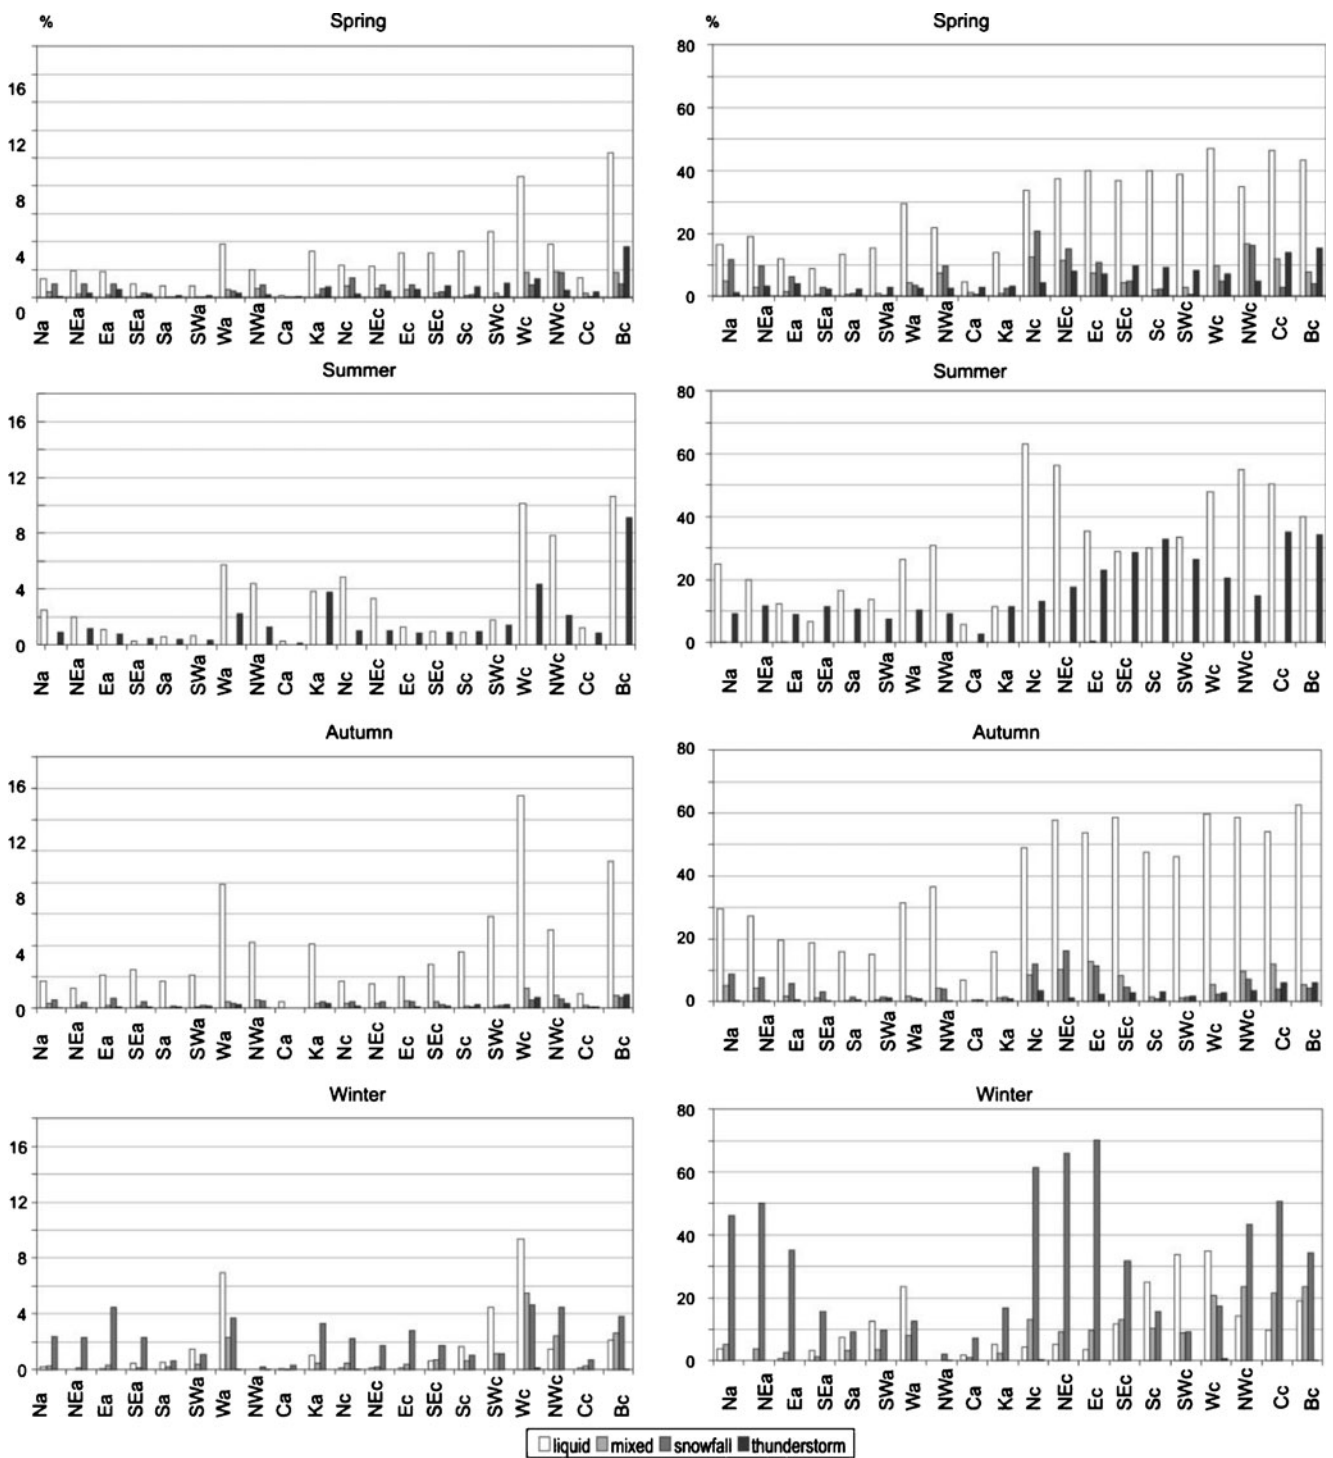 % Spring % Spring
16 12 8 4 0
80 60 40 20 0
Na NEa Ea SEa Sa SWa Wa NWa Ca Ka Nc NEc Ec SEc Sc SWc Wc NWc Cc Bc
Na NEa Ea SEa Sa SWa Wa NWa Ca Ka Nc NEc Ec SEc Sc SWc Wc NWc Cc Bc
Summer Summer
16 12 8 4 0
80 60 40 20 0
Na NEa Ea SEa Sa SWa Wa NWa Ca Ka Nc NEc Ec SEc Sc SWc Wc NWc Cc Bc
Na NEa Ea SEa Sa SWa Wa NWa Ca Ka Nc NEc Ec SEc Sc SWc Wc NWc Cc Bc
Autumn Autumn
16 12 8 4 0
80 60 40 20 0
Na NEa Ea SEa Sa SWa Wa NWa Ca Ka Nc NEc Ec SEc Sc SWc Wc NWc Cc Bc
Na NEa Ea SEa Sa SWa Wa NWa Ca Ka Nc NEc Ec SEc Sc SWc Wc NWc Cc Bc
Winter Winter
16 12 8 4 0
80 60 40 20 0
Na NEa Ea SEa Sa SWa Wa NWa Ca Ka Nc NEc Ec SEc Sc SWc Wc NWc Cc Bc
Na NEa Ea SEa Sa SWa Wa NWa Ca Ka Nc NEc Ec SEc Sc SWc Wc NWc Cc Bc
liquid mixed snowfall thunderstorm